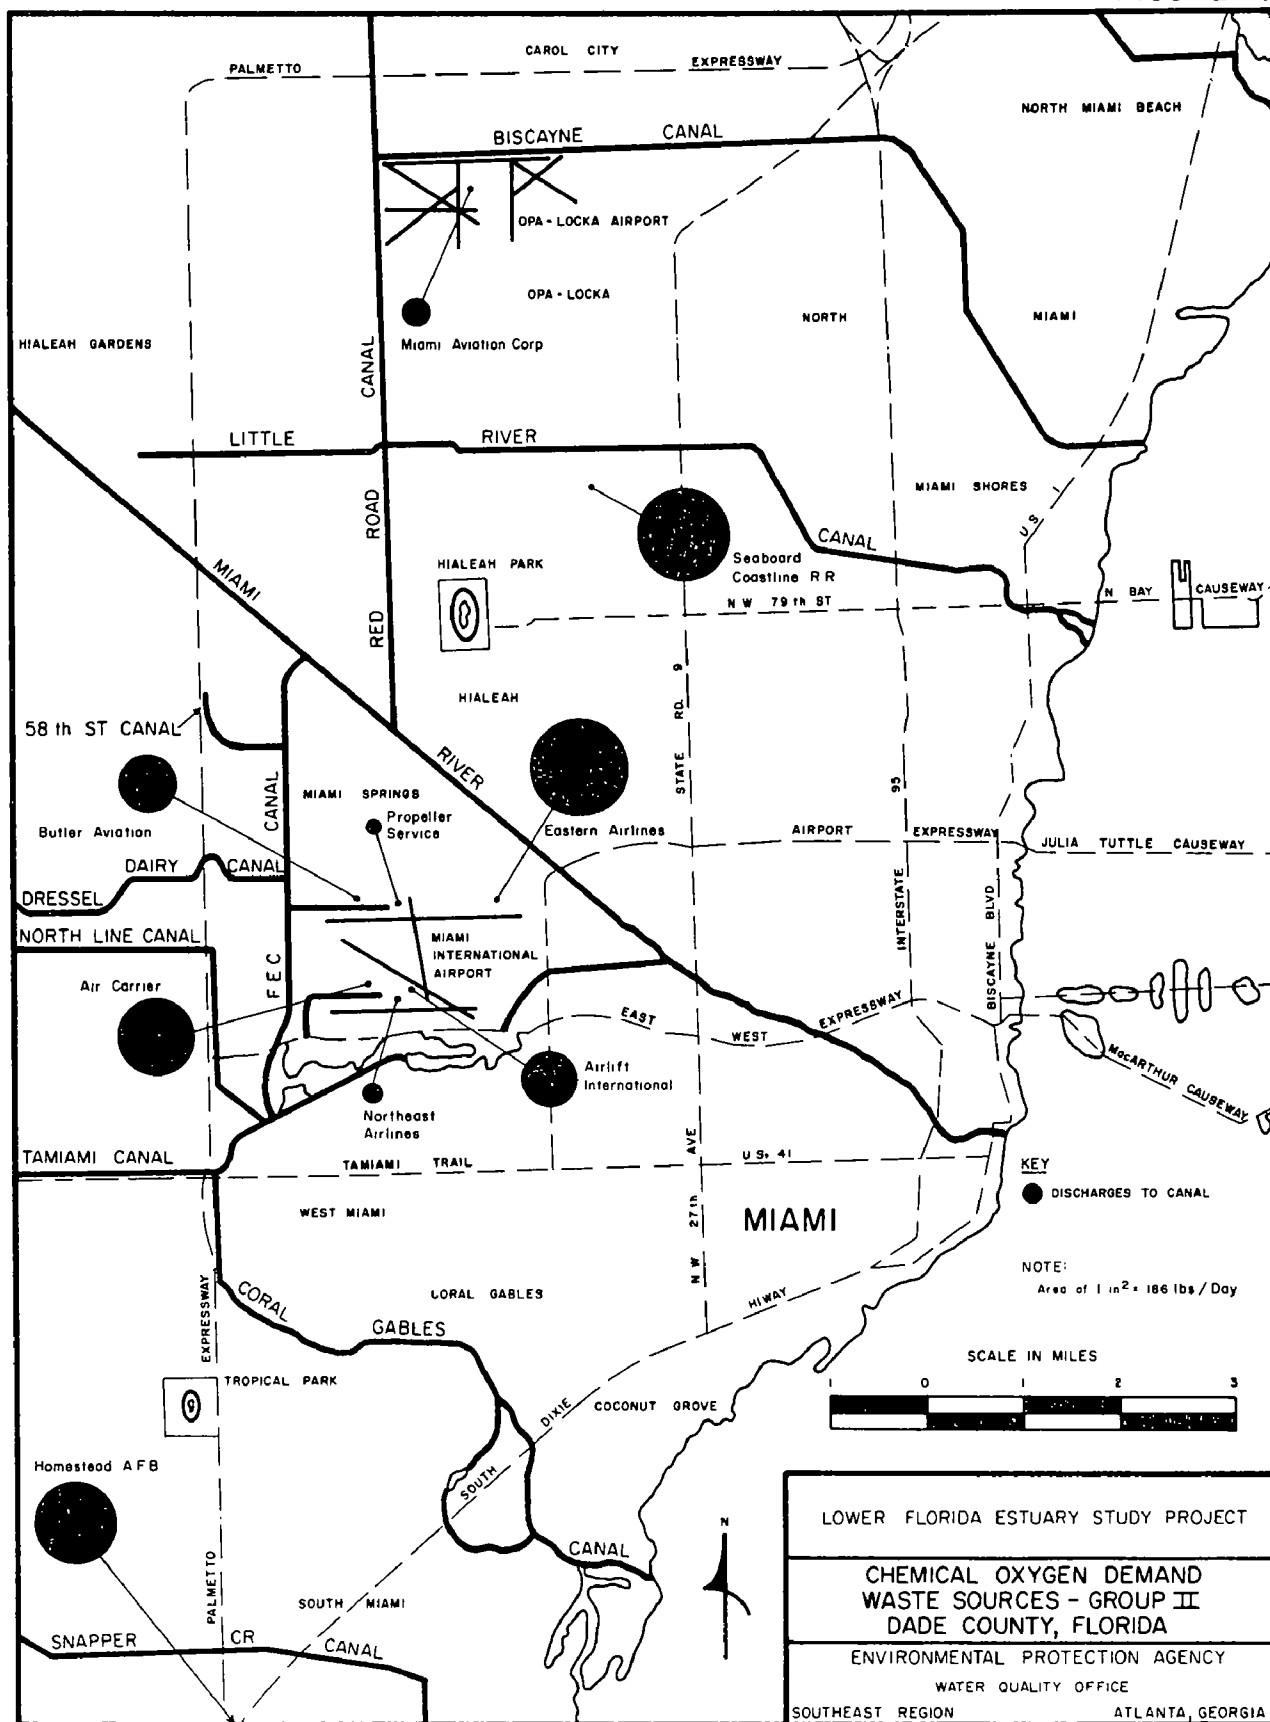 CAROL CITY
PALMETTO
EXPRESSWAY
NORTH MIAMI BEACH
BISCAYNE CANAL
OPA-LOCKA AIRPORT
OPA-LOCKA
NORTH
MIAMI
HIALEAH GARDENS
Miami Aviation Corp
CANAL
LITTLE RIVER
MIAMI SHORES
U S 1
ROAD
CANAL
Seaboard
Coastline R R
HIALEAH PARK
MIAMI
N W 79 th ST
N BAY CAUSEWAY
RED
STATE RD. 9
HIALEAH
58 th ST CANAL
RIVER
MIAMI SPRINGS
CANAL
95
Propeller
Service
Butler Aviation
Eastern Airlines
AIRPORT EXPRESSWAY
JULIA TUTTLE CAUSEWAY
DAIRY CANAL
DRESSEL
INTERSTATE
BISCAYNE BLVD
NORTH LINE CANAL
MIAMI
INTERNATIONAL
AIRPORT
F E C
Air Carrier
EAST WEST EXPRESSWAY
MacARTHUR CAUSEWAY
Airlift
International
Northeast
Airlines
TAMIAMI CANAL
TAMIAMI TRAIL
U S. 41
N W 27th AVE
KEY
DISCHARGES TO CANAL
WEST MIAMI
MIAMI
NOTE:
Area of 1 in² = 186 lbs / Day
CORAL
LORAL GABLES
HIWAY
GABLES
EXPRESSWAY
SCALE IN MILES
1 0 1 2 3
TROPICAL PARK
COCONUT GROVE
DIXIE
SOUTH
Homestead A F B
N
CANAL
PALMETTO
SOUTH MIAMI
SNAPPER CR CANAL
LOWER FLORIDA ESTUARY STUDY PROJECT
CHEMICAL OXYGEN DEMAND
WASTE SOURCES - GROUP II
DADE COUNTY, FLORIDA
ENVIRONMENTAL PROTECTION AGENCY
WATER QUALITY OFFICE
SOUTHEAST REGION ATLANTA, GEORGIA